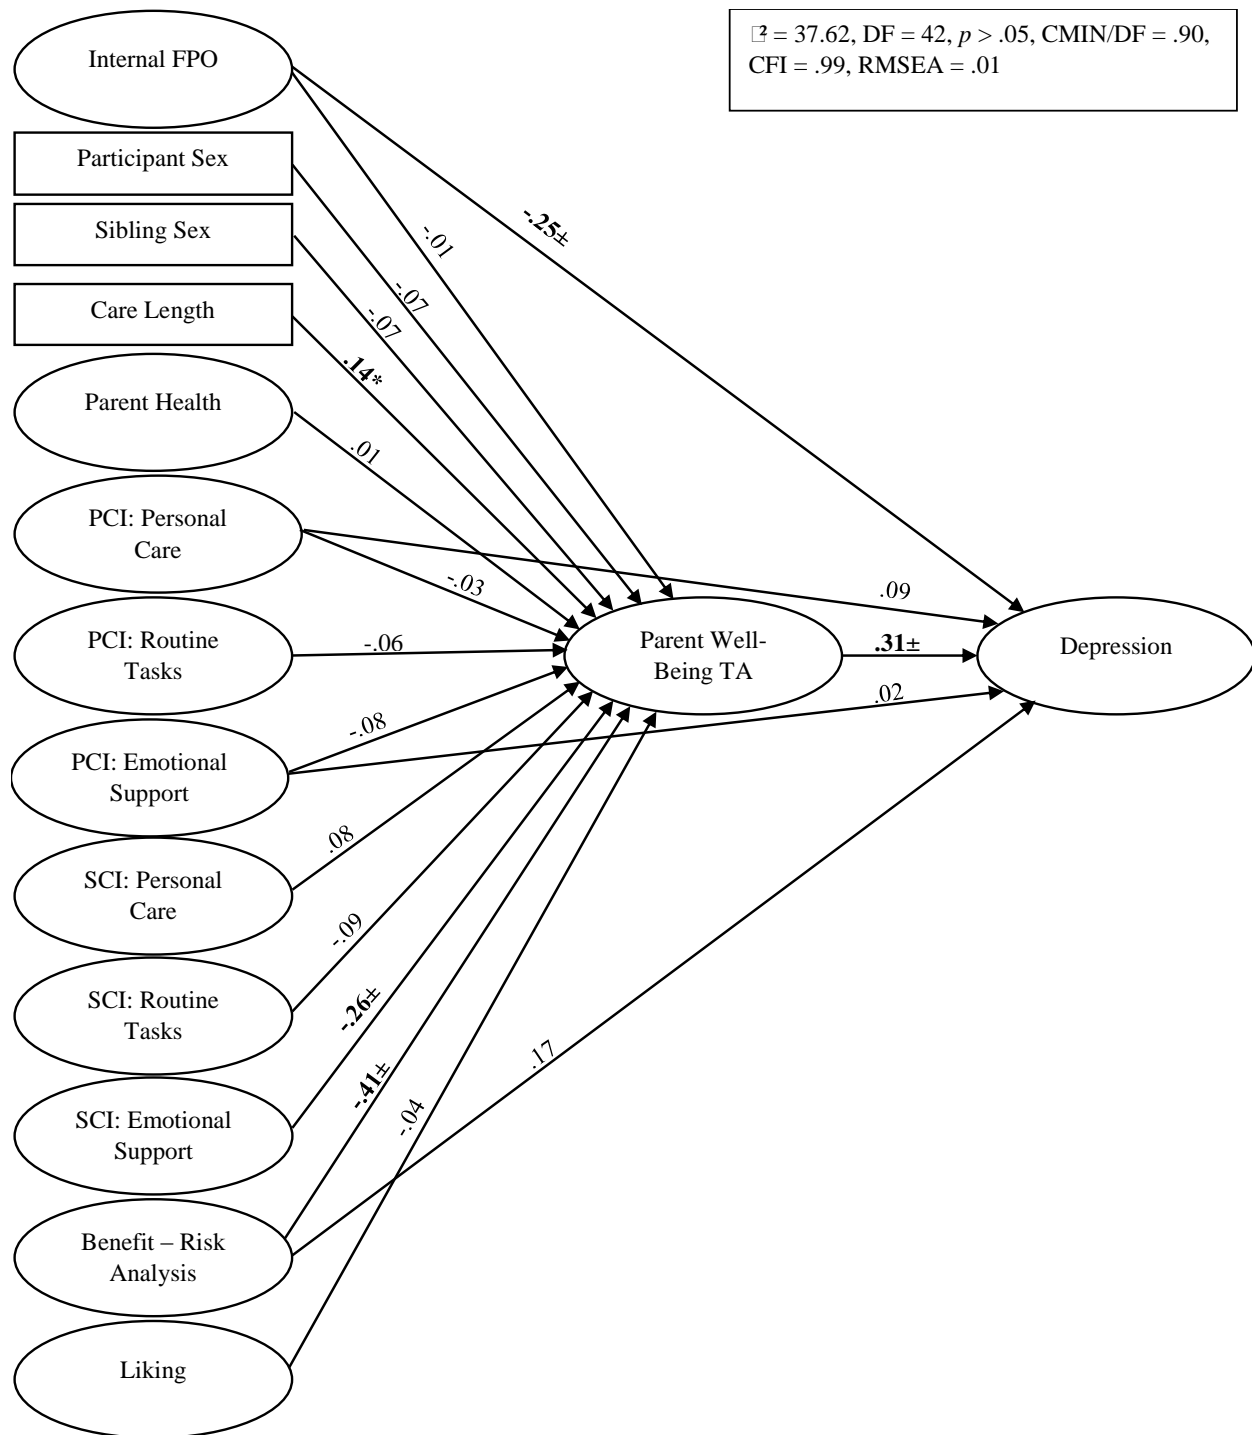 ² = 37.62, DF = 42, p > .05, CMIN/DF = .90,
CFI = .99, RMSEA = .01
Internal FPO
Participant Sex
Sibling Sex
Care Length
Parent Health
PCI: Personal
Care
PCI: Routine
Tasks
PCI: Emotional
Support
SCI: Personal
Care
SCI: Routine
Tasks
SCI: Emotional
Support
Benefit – Risk
Analysis
Liking
-.25±
-.01
-.07
-.07
.14*
.01
-.03
-.06
-.08
.08
-.09
-.26±
-.41±
-.04
Parent Well-
Being TA
.09
.31±
.02
.17
Depression